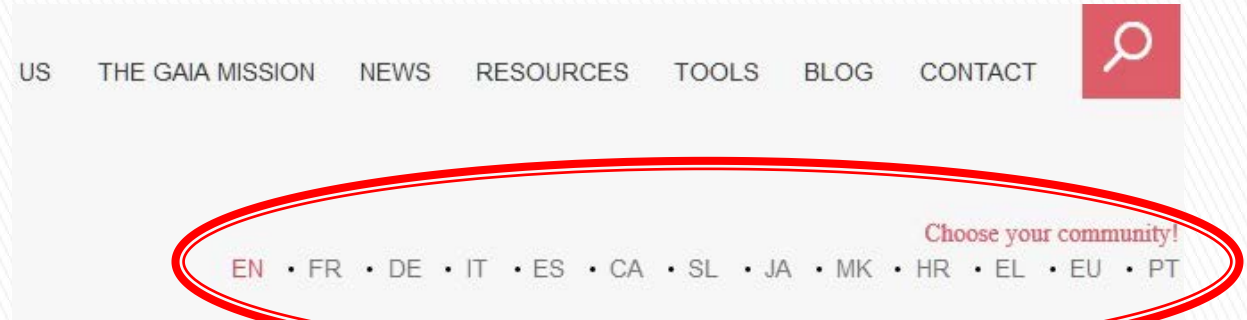 US THE GAIA MISSION NEWS RESOURCES TOOLS BLOG CONTACT
Choose your community!
EN • FR • DE • IT • ES • CA • SL • JA • MK • HR • EL • EU • PT